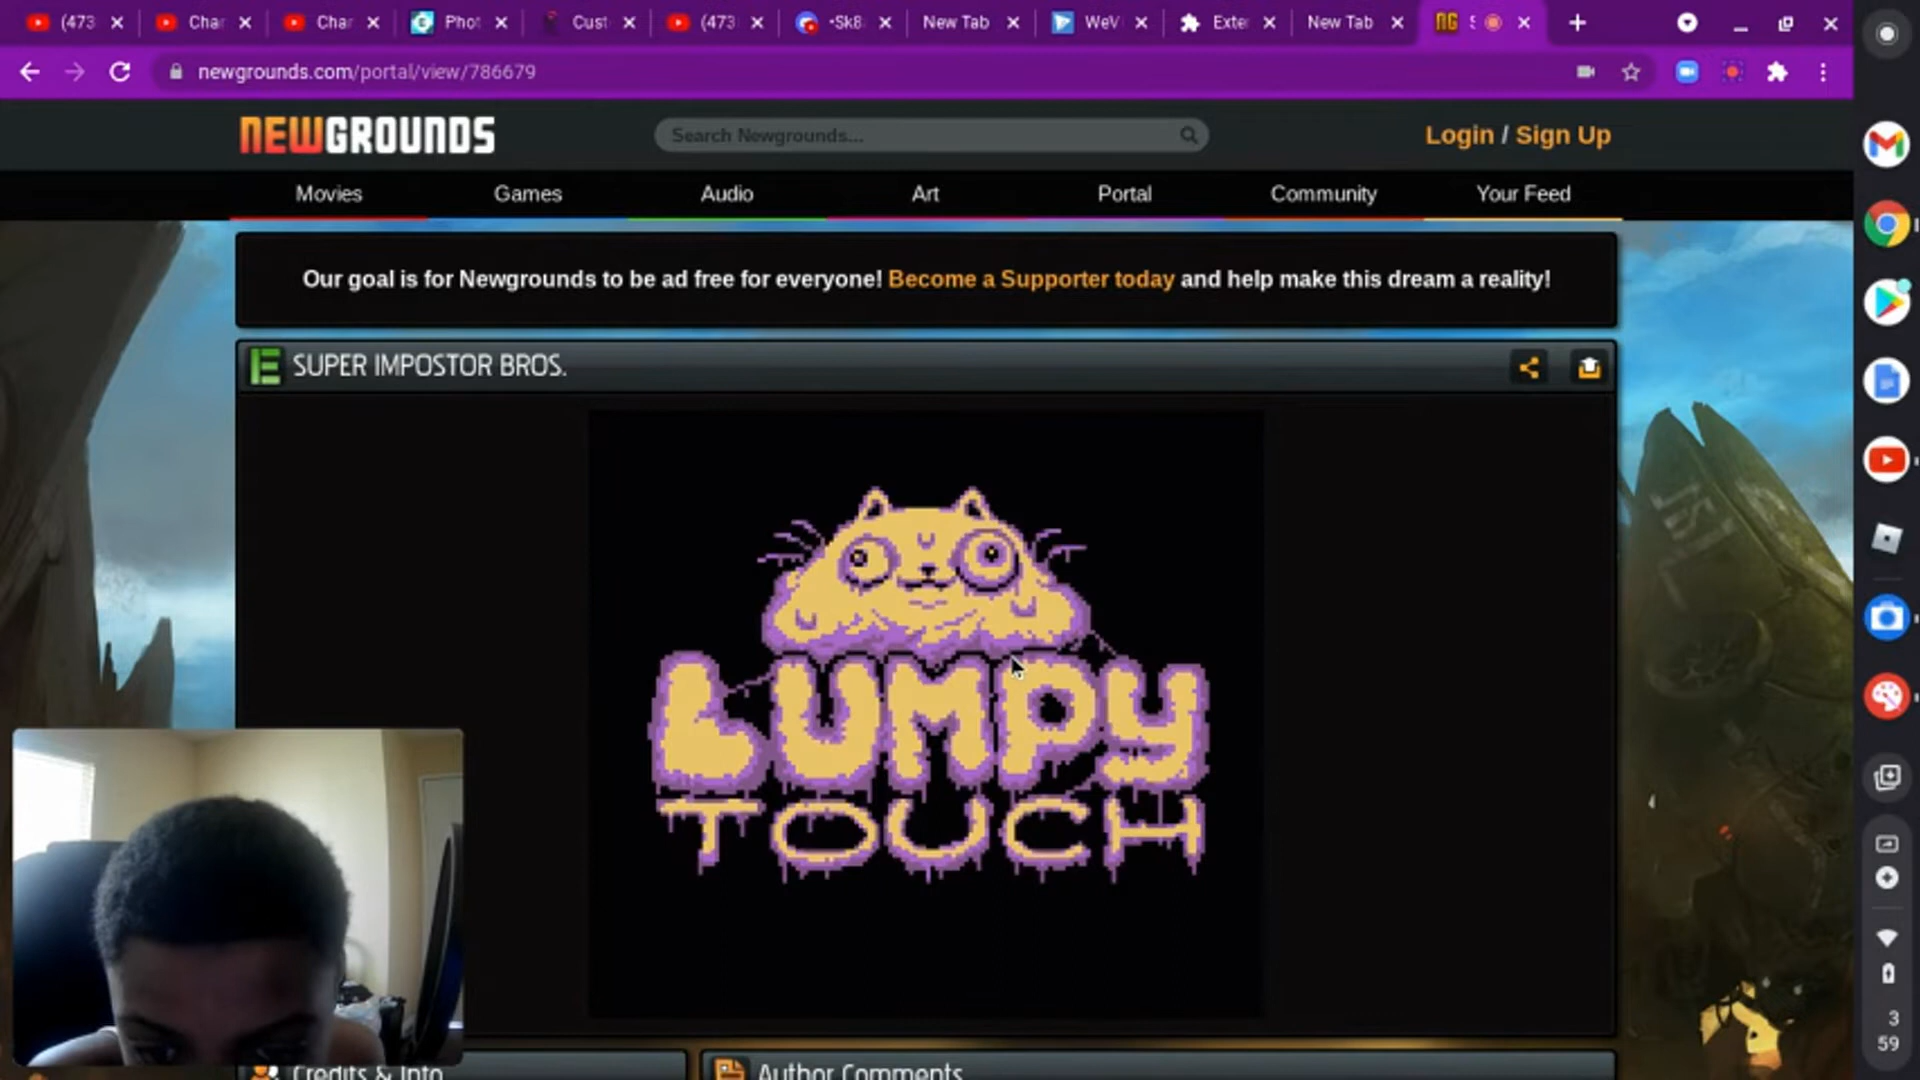 (473
Char
Char
Phot
Cust
(473
•Sk8
New Tab
WeV
Exte
New Tab
NG
newgrounds.com/portal/view/786679
NEWGROUNDS
Search Newgrounds...
Login / Sign Up
Movies
Games
Audio
Art
Portal
Community
Your Feed
Our goal is for Newgrounds to be ad free for everyone! Become a Supporter today and help make this dream a reality!
E SUPER IMPOSTOR BROS.
LUMPY
TOUCH
Credits & Info
Author Comments
3
59